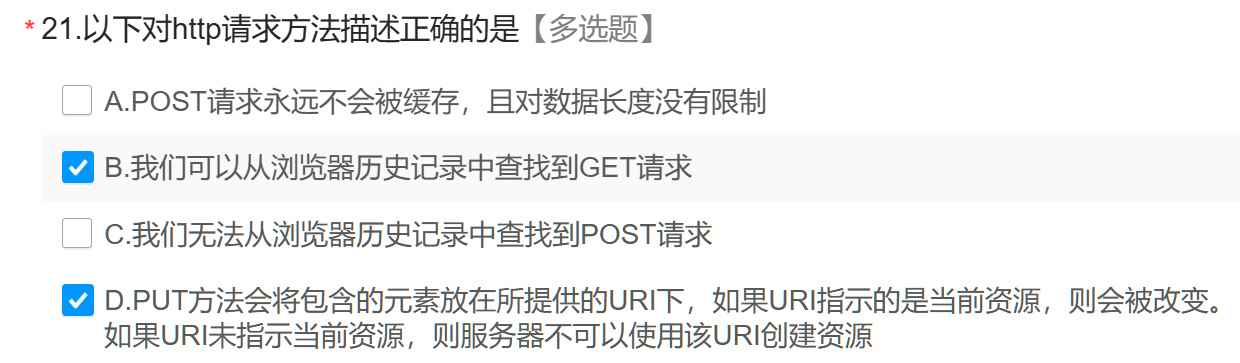 * 21.以下对http请求方法描述正确的是【多选题】
A.POST请求永远不会被缓存，且对数据长度没有限制
B.我们可以从浏览器历史记录中查找到GET请求
C.我们无法从浏览器历史记录中查找到POST请求
D.PUT方法会将包含的元素放在所提供的URI下，如果URI指示的是当前资源，则会被改变。
如果URI未指示当前资源，则服务器不可以使用该URI创建资源